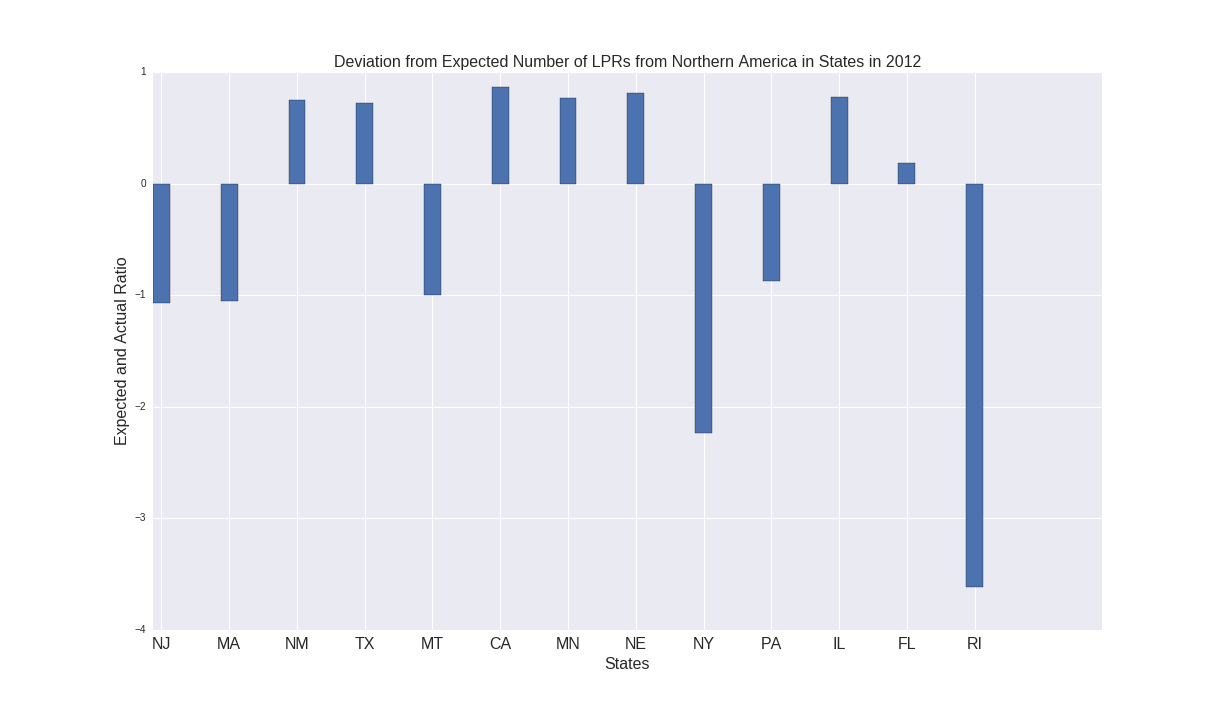 Deviation from Expected Number of LPRs from Northern America in States in 2012
1
0
−1
−2
−3
−4
Expected and Actual Ratio
NJ MA NM TX MT CA MN NE NY PA IL FL RI
States